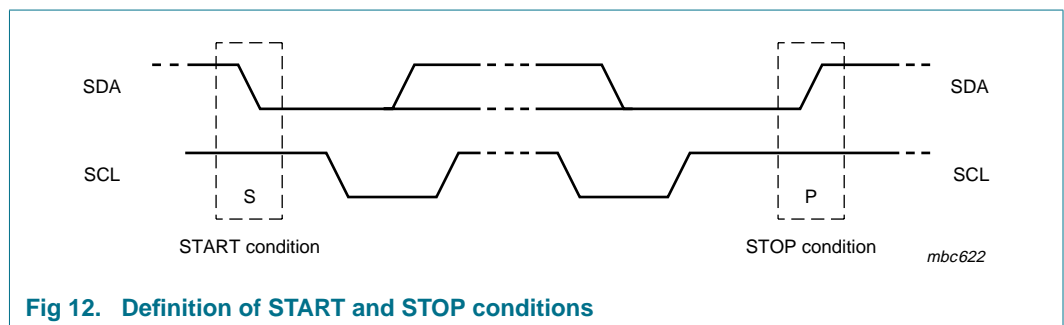 SDA SDA
SCL SCL
S P
START condition STOP condition
mbc622
Fig 12. Definition of START and STOP conditions